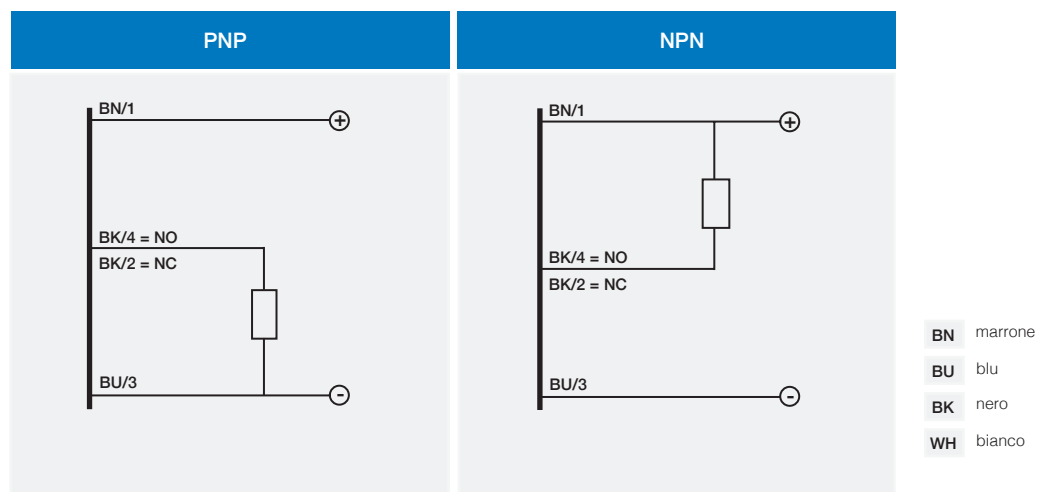 PNP
BN/1
+
BK/4 = NO
BK/2 = NC
BU/3
-
NPN
BN/1
+
BK/4 = NO
BK/2 = NC
BU/3
-
BN marrone
BU blu
BK nero
WH bianco